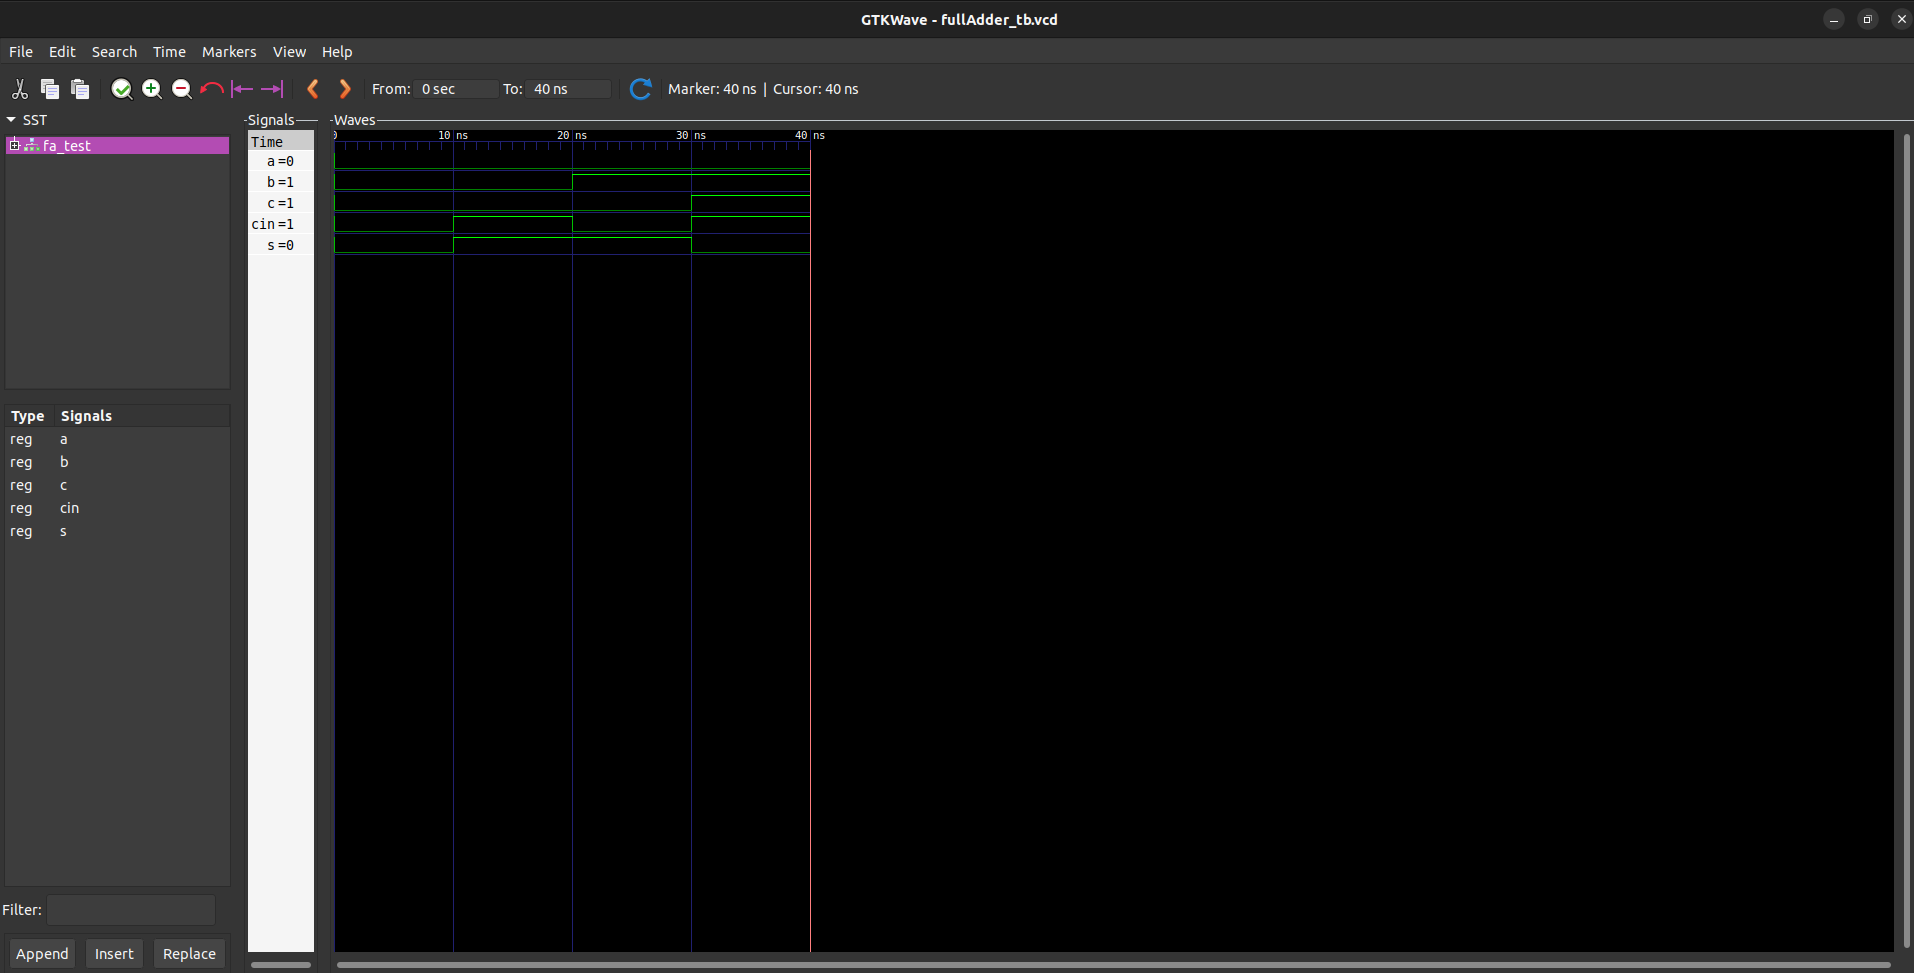 GTKWave - fullAdder_tb.vcd
File Edit Search Time Markers View Help
From: 0 sec To: 40 ns Marker: 40 ns | Cursor: 40 ns
SST
fa_test
Type Signals
reg a
reg b
reg c
reg cin
reg s
Filter:
Append Insert Replace
Signals
Time
a=0
b=1
c=1
cin=1
s=0
Waves
0 10 ns 20 ns 30 ns 40 ns